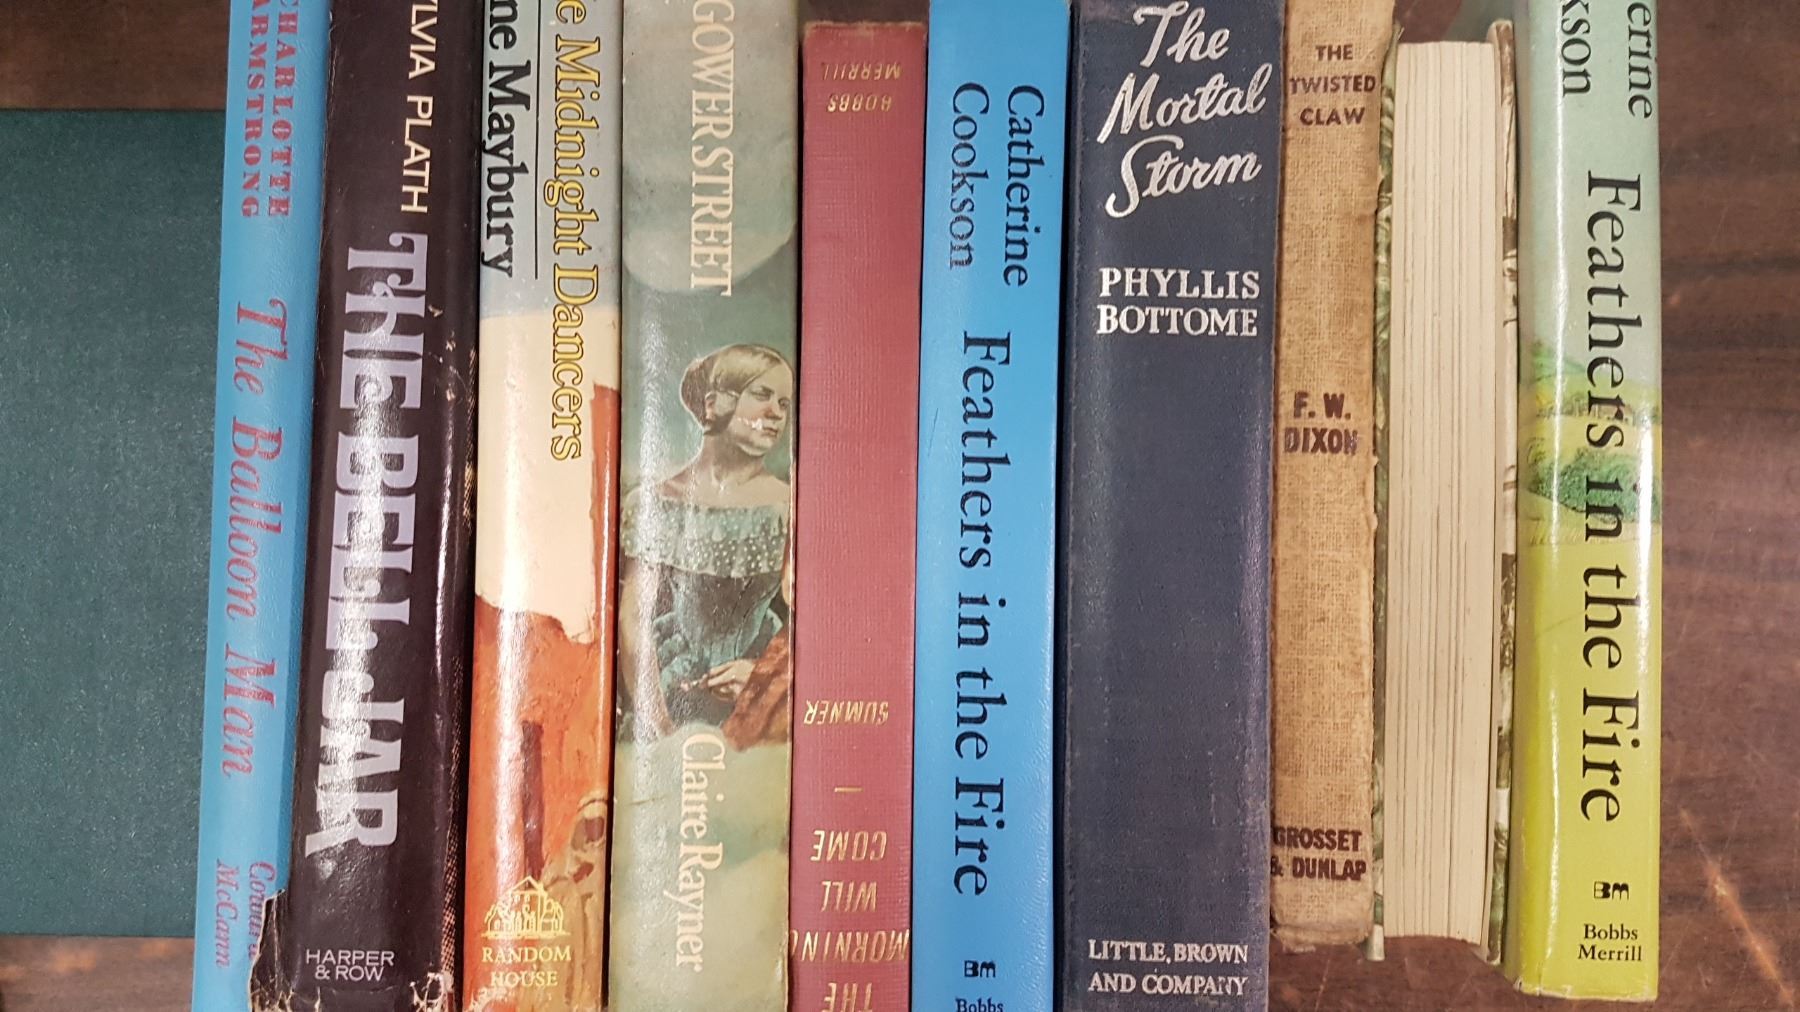 CHARLOTTE
ARMSTRONG
The Balloon Man
Coward
McCann
YLVIA PLATH
THE BELL JAR
HARPER
& ROW
e Midnight Dancers
ne Maybury
RANDOM
HOUSE
GOWER STREET
Claire Rayner
THE
MORNING
WILL
COME
—
SUMNER
BOBBS
MERRILL
Catherine
Cookson
Feathers in the Fire
BM
Bobbs
The
Mortal
Storm
PHYLLIS
BOTTOME
LITTLE, BROWN
AND COMPANY
THE
TWISTED
CLAW
F. W.
DIXON
GROSSET
& DUNLAP
erine
kson
Feathers in the Fire
BM
Bobbs
Merrill